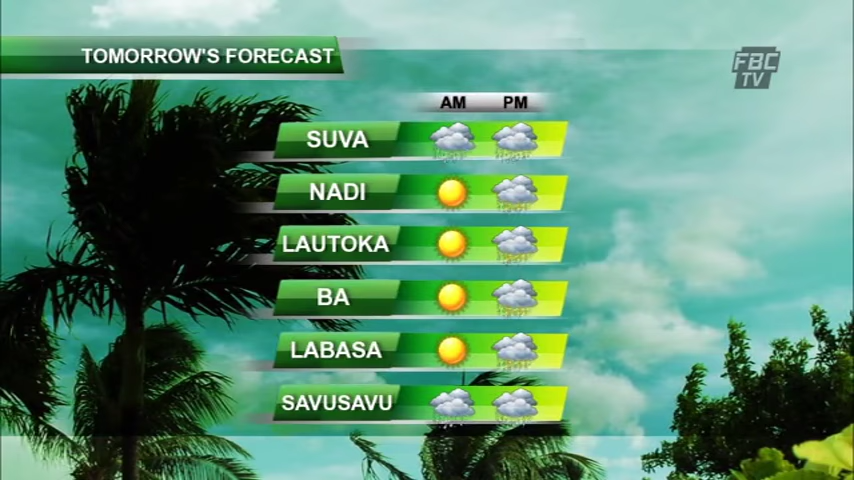 TOMORROW'S FORECAST
FBC
TV
AM PM
SUVA
NADI
LAUTOKA
BA
LABASA
SAVUSAVU